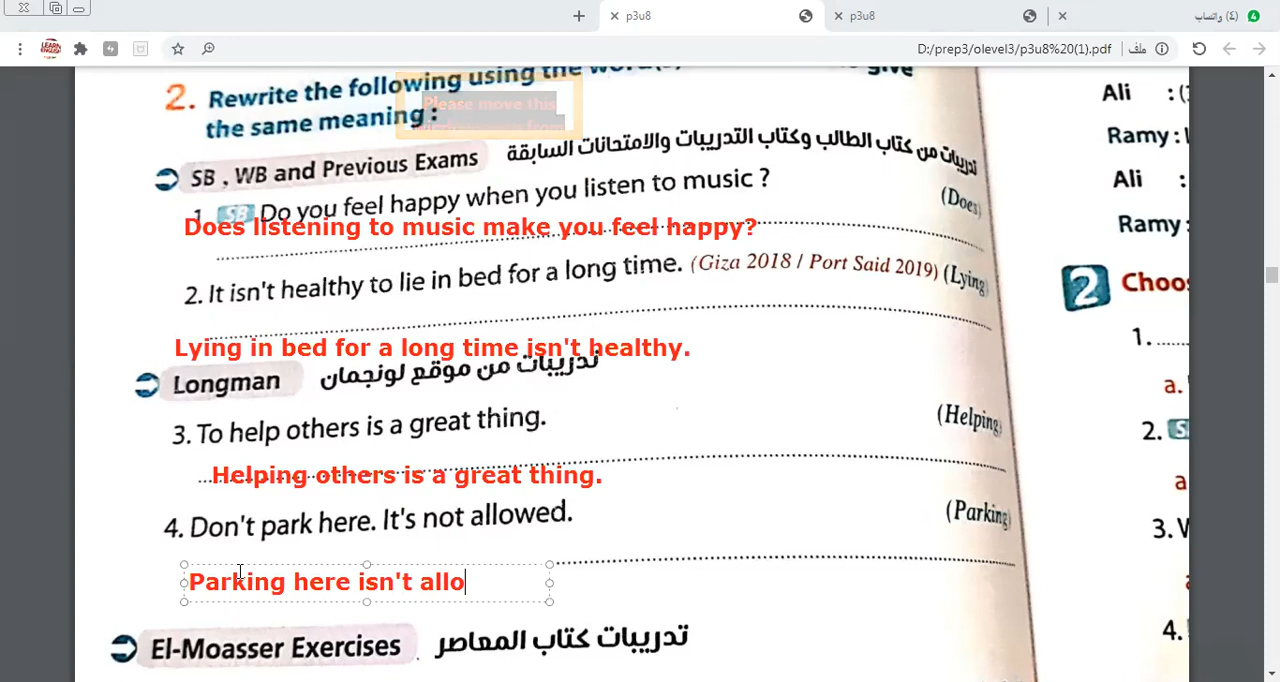 p3u8
p3u8
(٤) واتساب
D:/prep3/olevel3/p3u8%20(1).pdf
ملف
2. Rewrite the following using the
the same meaning :
Please move this
SB , WB and Previous Exams تدريبات من كتاب الطالب وكتاب التدريبات والامتحانات السابقة
1. SB Do you feel happy when you listen to music ? (Does)
Does listening to music make you feel happy?
2. It isn't healthy to lie in bed for a long time. (Giza 2018 / Port Said 2019) (Lying)
Lying in bed for a long time isn't healthy.
Longman تدريبات من موقع لونجمان
3. To help others is a great thing. (Helping)
Helping others is a great thing.
4. Don't park here. It's not allowed. (Parking)
Parking here isn't allo
El-Moasser Exercises تدريبات كتاب المعاصر
Ali :
Ramy :
Ali :
Ramy
2 Choos
1. ......
a.
2. S
a
3. W
4.